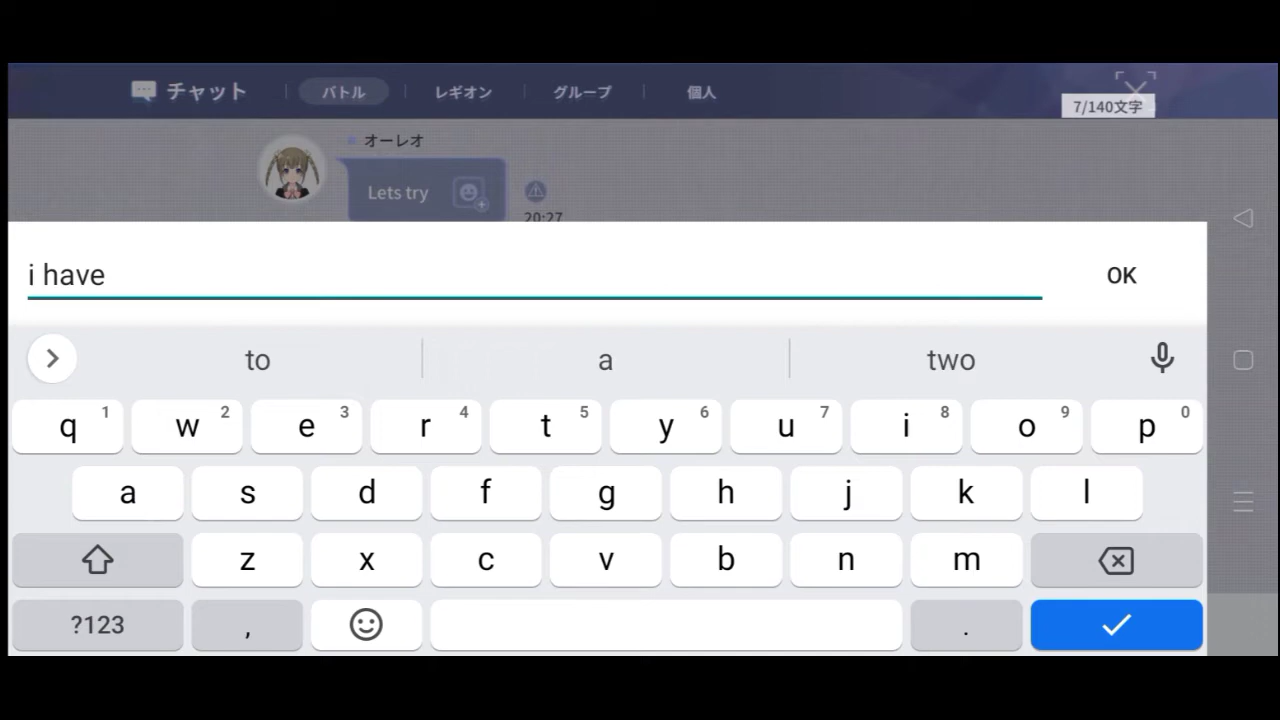 チャット バトル レギオン グループ 個人
7/140文字
オーレオ
Lets try
20:27
i have
OK
to a two
q 1 w 2 e 3 r 4 t 5 y 6 u 7 i 8 o 9 p 0
a s d f g h j k l
z x c v b n m
?123 , .